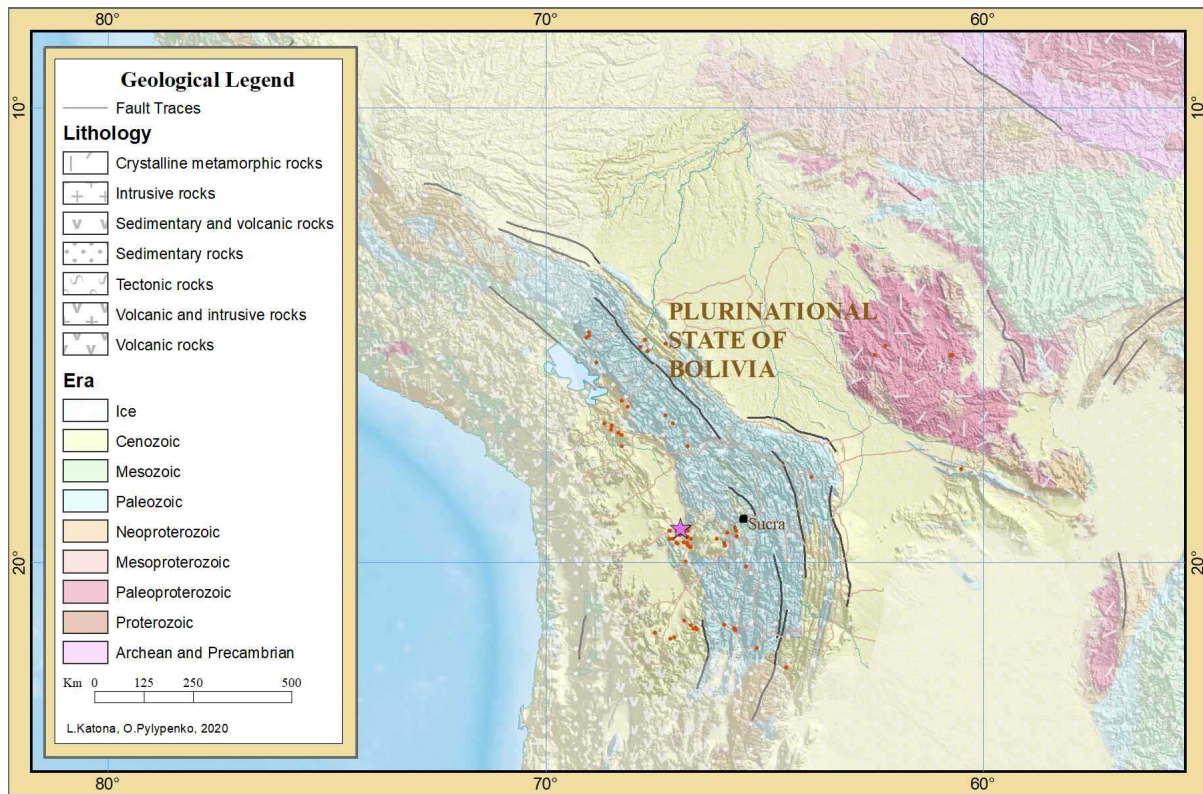 80°
70°
60°
10°
10°
Geological Legend
Fault Traces
Lithology
Crystalline metamorphic rocks
Intrusive rocks
Sedimentary and volcanic rocks
Sedimentary rocks
Tectonic rocks
Volcanic and intrusive rocks
Volcanic rocks
Era
Ice
Cenozoic
Mesozoic
Paleozoic
Neoproterozoic
Mesoproterozoic
Paleoproterozoic
Proterozoic
Archean and Precambrian
Km 0 125 250 500
L.Katona, O.Pylypenko, 2020
PLURINATIONAL
STATE OF
BOLIVIA
Sucra
20°
20°
80°
70°
60°